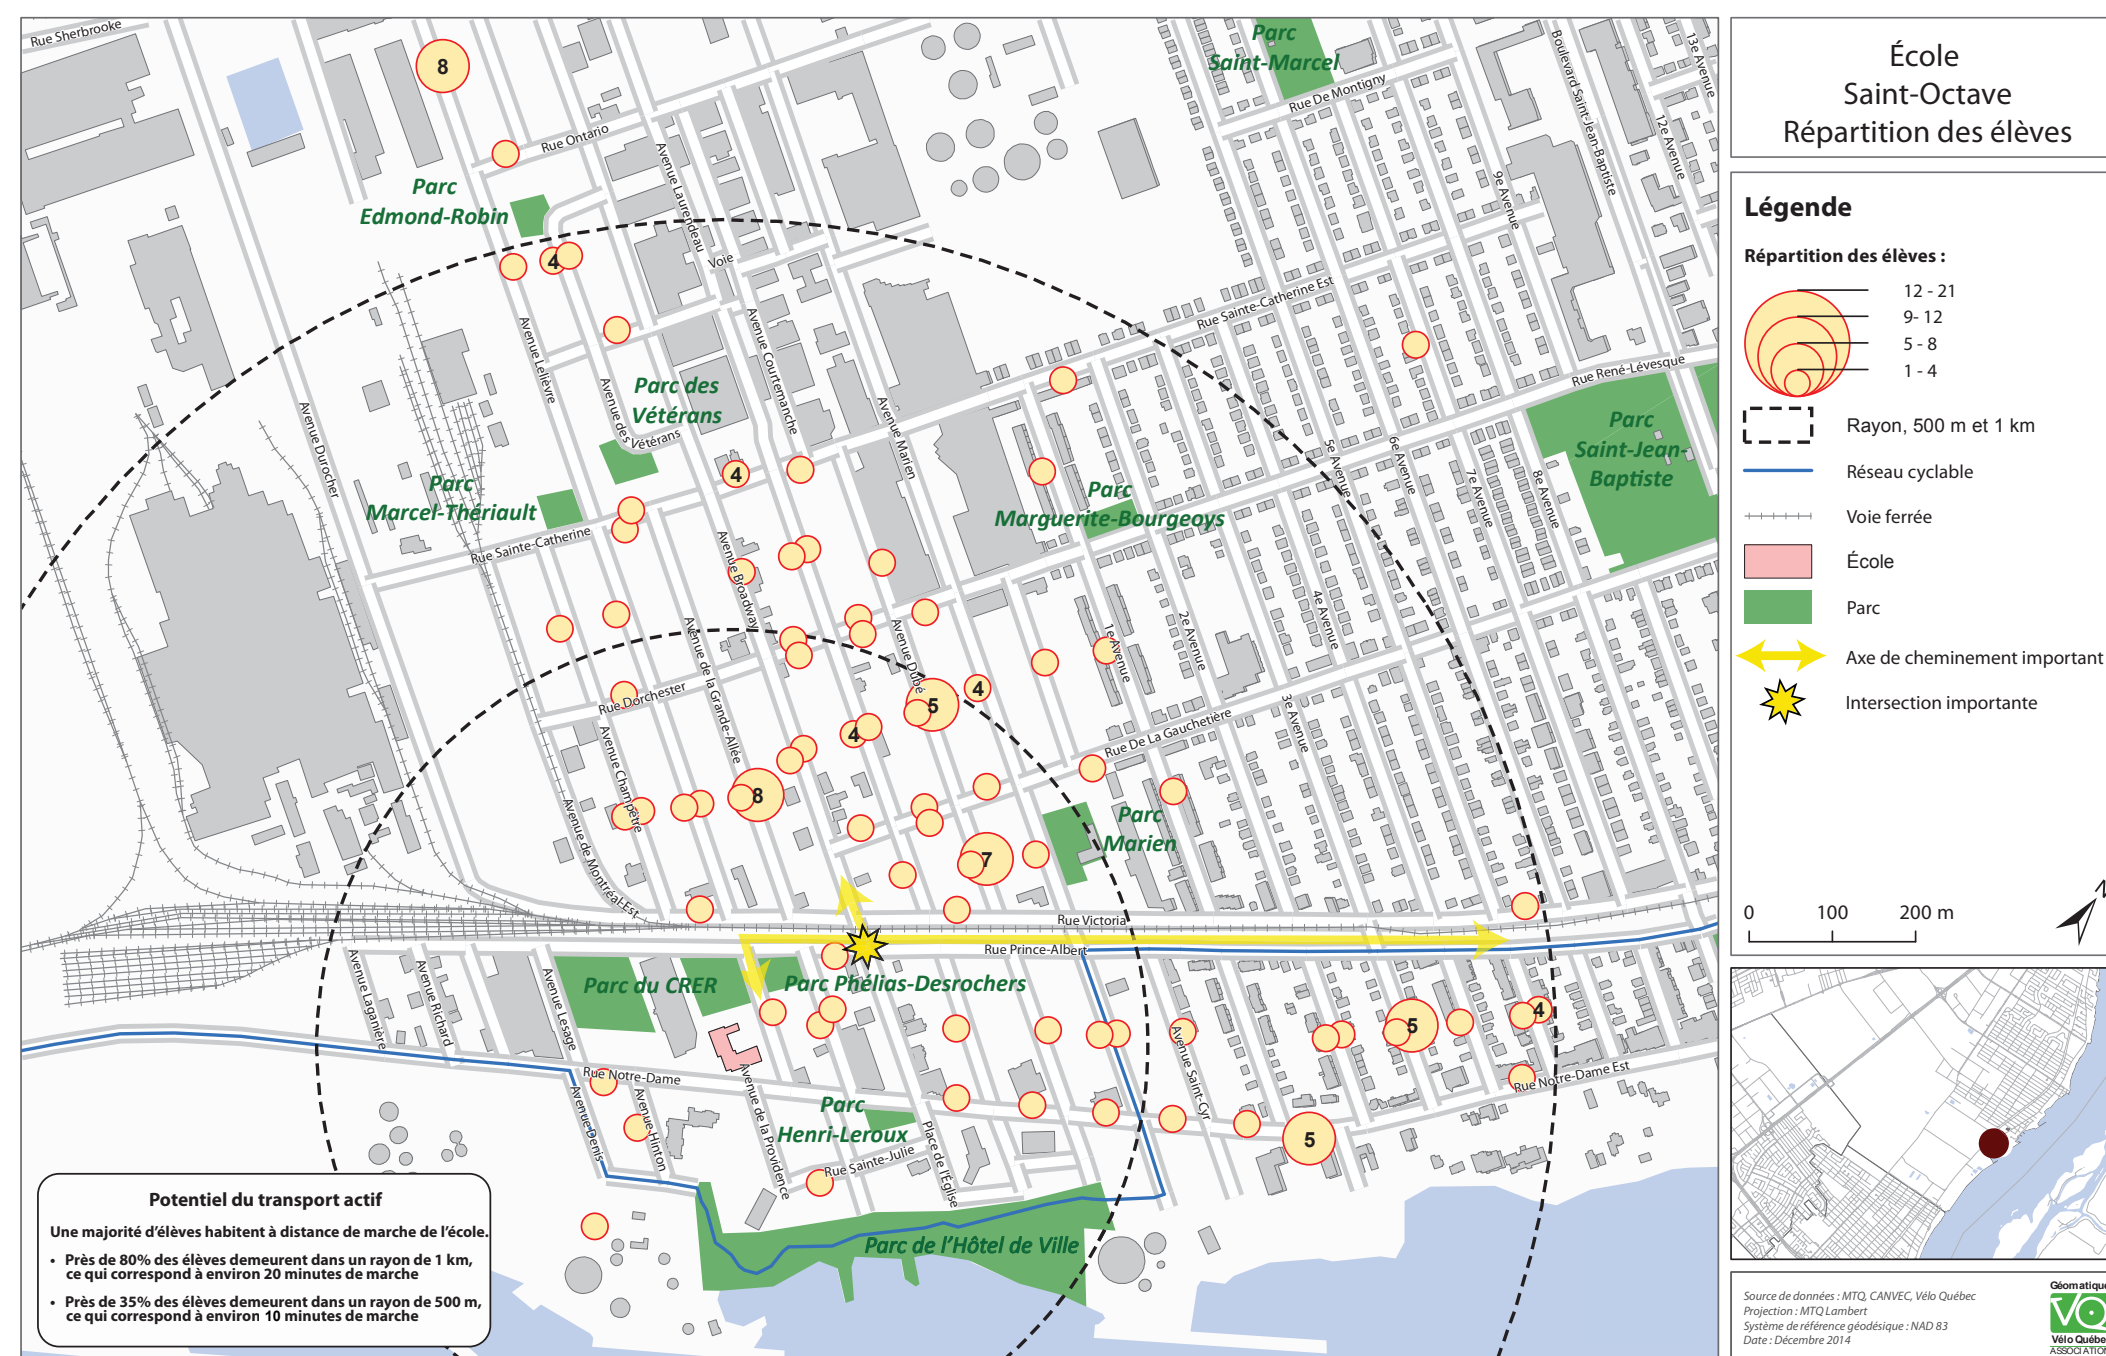 École
Saint-Octave
Répartition des élèves
Légende
Répartition des élèves :
12 - 21
9- 12
5 - 8
1 - 4
Rayon, 500 m et 1 km
Réseau cyclable
Voie ferrée
École
Parc
Axe de cheminement important
Intersection importante
0 100 200 m
N
Source de données : MTQ, CANVEC, Vélo Québec
Projection : MTQ Lambert
Système de référence géodésique : NAD 83
Date : Décembre 2014
Géomatique
VQ
Vélo Québe
ASSOCIATION
Rue Sherbrooke
8
Rue Ontario
Parc
Edmond-Robin
4
Avenue Laurendeau
Voie
Parc
Saint-Marcel
Rue De Montigny
Boulevard Saint-Jean-Baptiste
13e Avenue
12e Avenue
9e Avenue
Rue Sainte-Catherine Est
Rue René-Lévesque
Avenue Lelièvre
Avenue Durocher
Avenue des
Vétérans
Parc des
Vétérans
Avenue Courtemanche
Avenue Marien
4
Parc
Marcel-Thériault
Rue Sainte-Catherine
Avenue Broadway
Parc
Marguerite-Bourgeoys
5e Avenue
6e Avenue
7e Avenue
8e Avenue
Parc
Saint-Jean-
Baptiste
4e Avenue
2e Avenue
1e Avenue
3e Avenue
Avenue Dubé
Avenue de la Grande-Allée
Rue Dorchester
4
5
4
8
7
Avenue Champêtre
Avenue de Montréal-Est
Rue De La Gauchetière
Parc
Marien
Rue Victoria
Rue Prince-Albert
Avenue Laganière
Avenue Richard
Avenue Lesage
Parc du CRER
Parc Phélias-Desrochers
Rue Notre-Dame
Avenue Denis
Avenue Hinton
Avenue de la Providence
Parc
Henri-Leroux
Rue Sainte-Julie
Place de l'Église
Avenue Saint-Cyr
5
4
5
Rue Notre-Dame Est
Parc de l'Hôtel de Ville
Potentiel du transport actif
Une majorité d'élèves habitent à distance de marche de l'école.
• Près de 80% des élèves demeurent dans un rayon de 1 km,
ce qui correspond à environ 20 minutes de marche
• Près de 35% des élèves demeurent dans un rayon de 500 m,
ce qui correspond à environ 10 minutes de marche